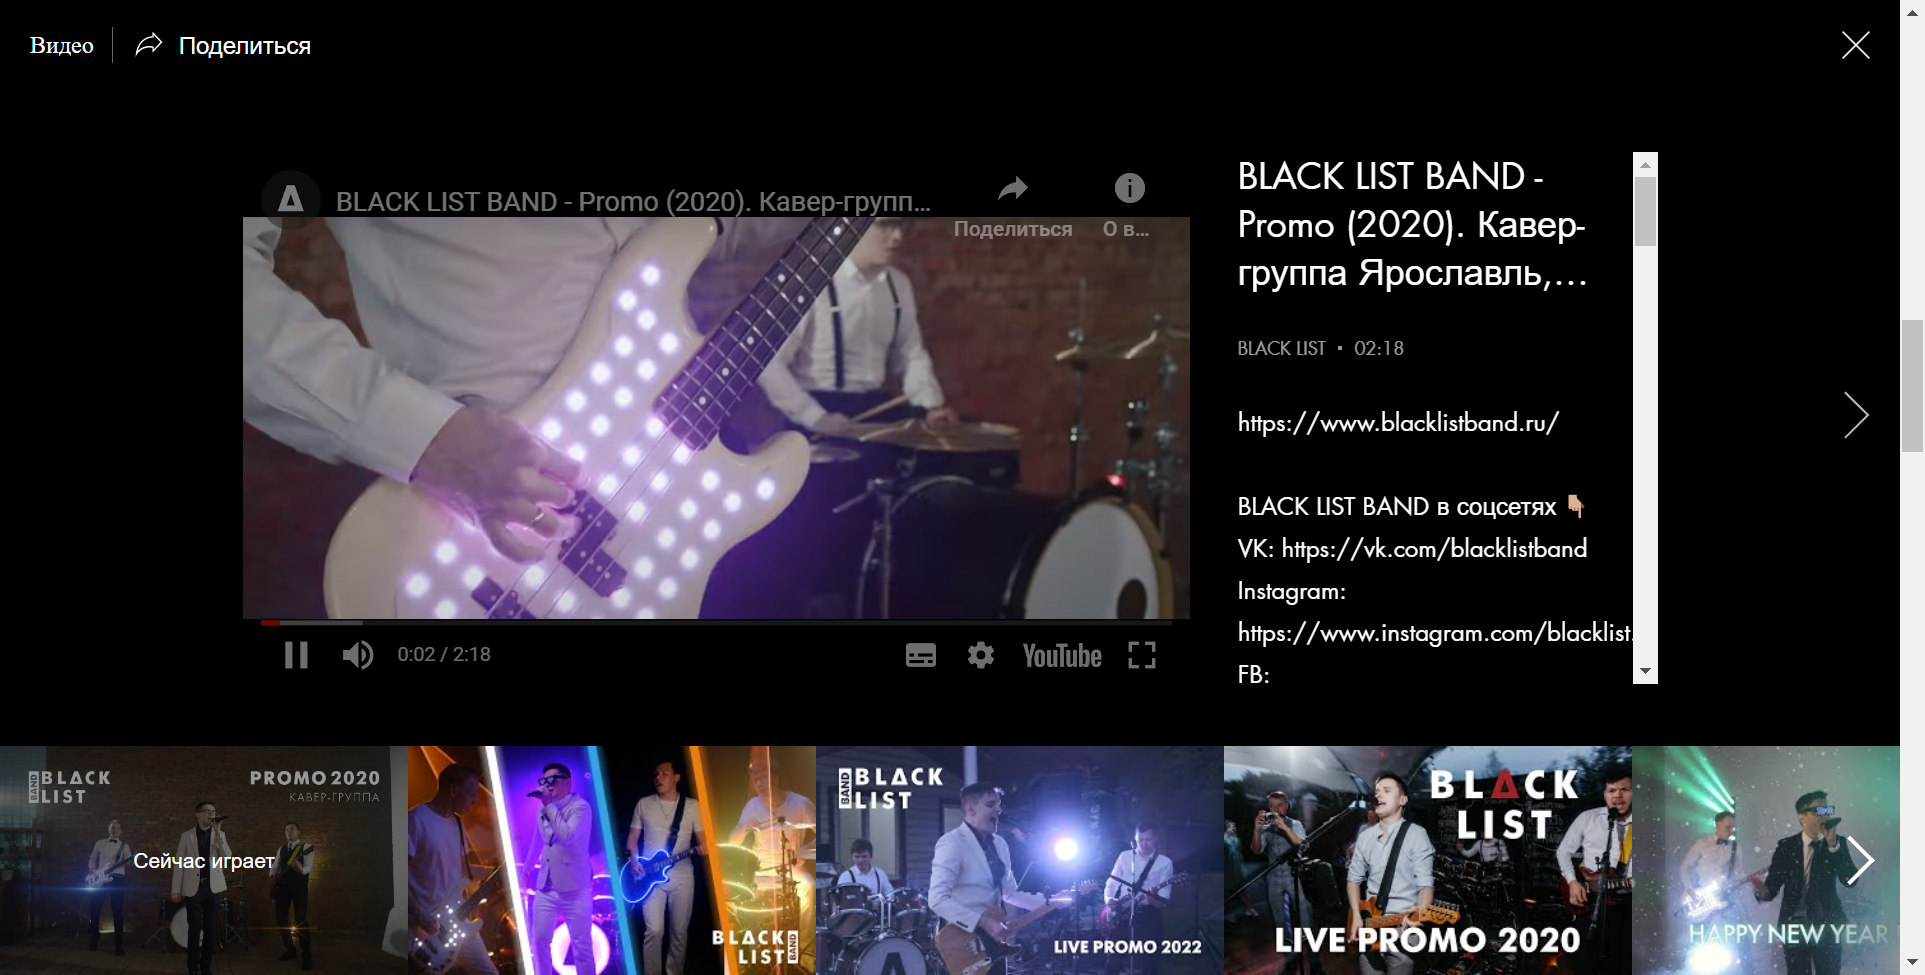 Видео
Поделиться
BLACK LIST BAND - Promo (2020). Кавер-групп...
Поделиться
О в...
0:02 / 2:18
YouTube
BLACK LIST BAND -
Promo (2020). Кавер-
группа Ярославль,...
BLACK LIST • 02:18
https://www.blacklistband.ru/
BLACK LIST BAND в соцсетях 👇🏼
VK: https://vk.com/blacklistband
Instagram:
https://www.instagram.com/blacklist.
FB:
BLACK
LIST
BAND
PROMO 2020
КАВЕР-ГРУППА
Сейчас играет
BLACK
LIST
BAND
BLACK
LIST
BAND
LIVE PROMO 2022
BLACK
LIST
LIVE PROMO 2020
HAPPY NEW YEAR